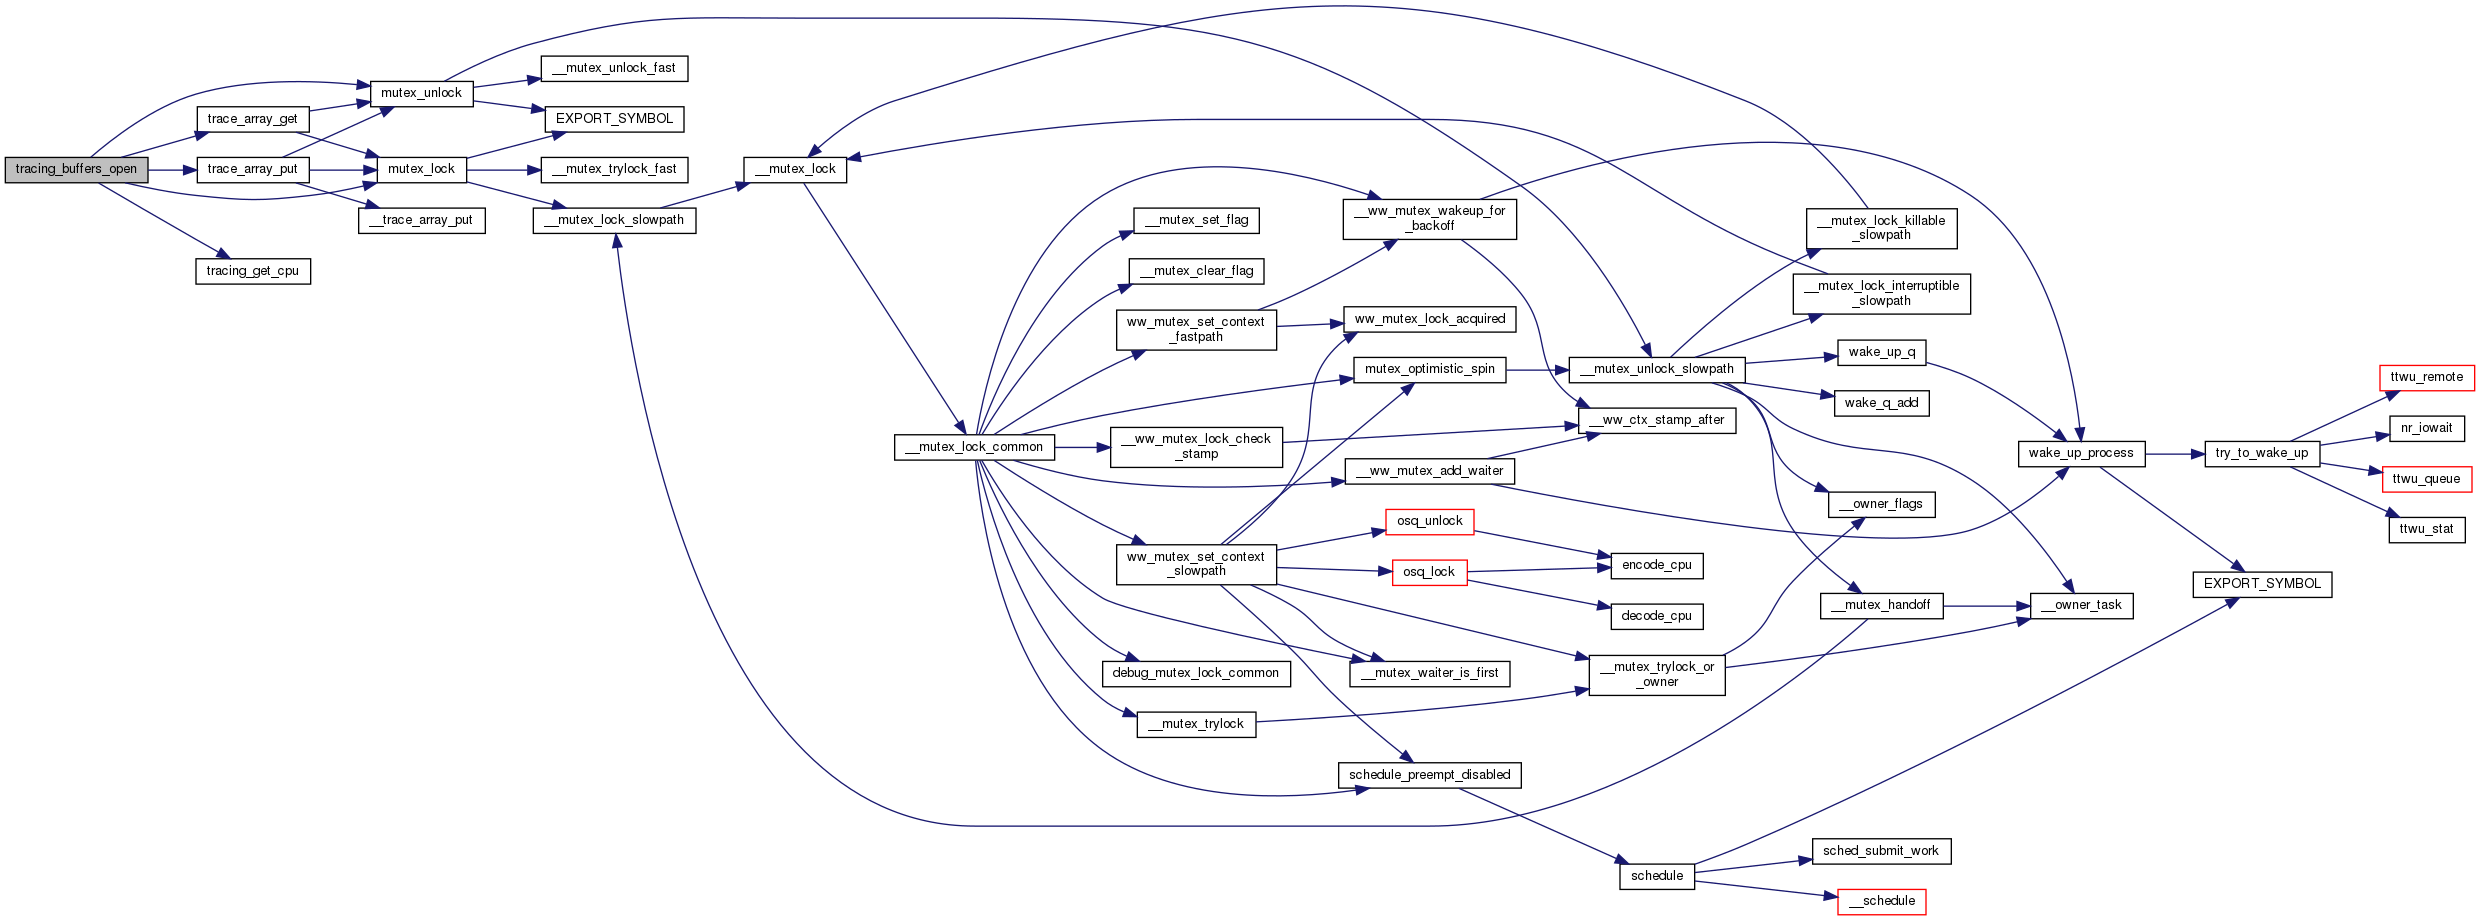 tracing_buffers_open
mutex_unlock
trace_array_get
trace_array_put
mutex_lock
__trace_array_put
tracing_get_cpu
__mutex_unlock_fast
EXPORT_SYMBOL
__mutex_trylock_fast
__mutex_lock_slowpath
__mutex_lock
__mutex_lock_common
__mutex_set_flag
__mutex_clear_flag
ww_mutex_set_context
_fastpath
__ww_mutex_lock_check
_stamp
ww_mutex_set_context
_slowpath
debug_mutex_lock_common
__mutex_trylock
__ww_mutex_wakeup_for
_backoff
ww_mutex_lock_acquired
mutex_optimistic_spin
__ww_mutex_add_waiter
osq_unlock
osq_lock
__mutex_waiter_is_first
schedule_preempt_disabled
__mutex_unlock_slowpath
__ww_ctx_stamp_after
encode_cpu
decode_cpu
__mutex_trylock_or
_owner
schedule
__mutex_lock_killable
_slowpath
__mutex_lock_interruptible
_slowpath
wake_up_q
wake_q_add
__owner_flags
__mutex_handoff
sched_submit_work
__schedule
wake_up_process
__owner_task
try_to_wake_up
EXPORT_SYMBOL
ttwu_remote
nr_iowait
ttwu_queue
ttwu_stat